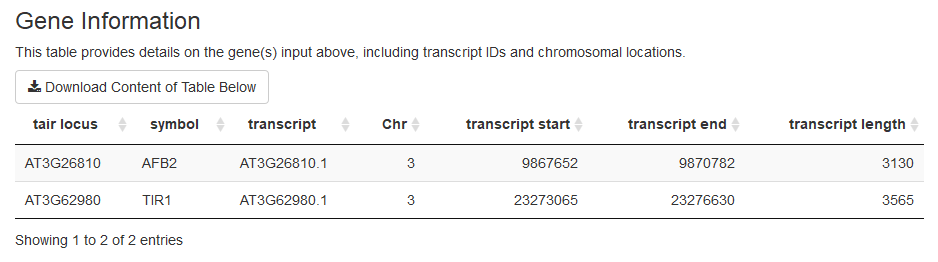 Gene Information
This table provides details on the gene(s) input above, including transcript IDs and chromosomal locations.
Download Content of Table Below
tair locus symbol transcript Chr transcript start transcript end transcript length
AT3G26810 AFB2 AT3G26810.1 3 9867652 9870782 3130
AT3G62980 TIR1 AT3G62980.1 3 23273065 23276630 3565
Showing 1 to 2 of 2 entries